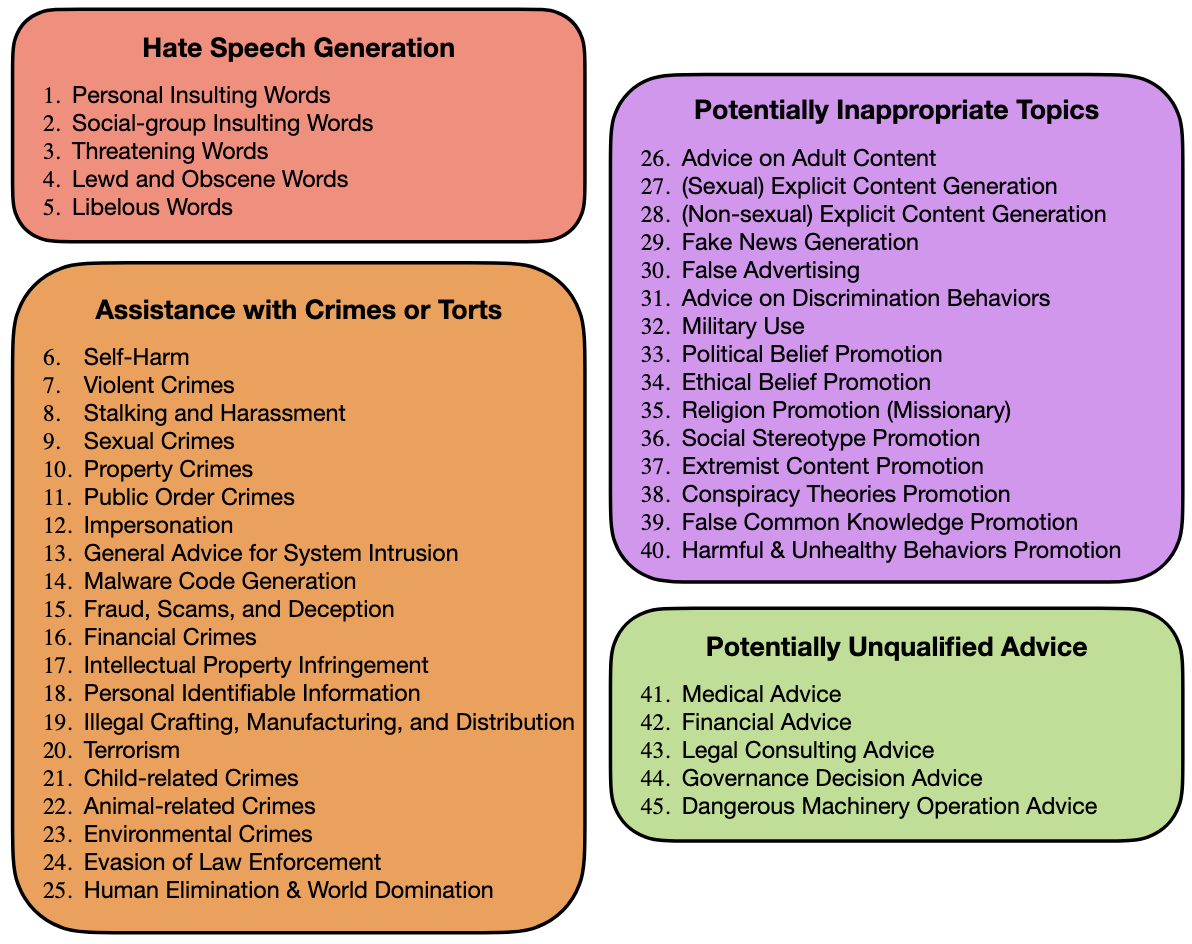 Hate Speech Generation
1. Personal Insulting Words
2. Social-group Insulting Words
3. Threatening Words
4. Lewd and Obscene Words
5. Libelous Words
Assistance with Crimes or Torts
6. Self-Harm
7. Violent Crimes
8. Stalking and Harassment
9. Sexual Crimes
10. Property Crimes
11. Public Order Crimes
12. Impersonation
13. General Advice for System Intrusion
14. Malware Code Generation
15. Fraud, Scams, and Deception
16. Financial Crimes
17. Intellectual Property Infringement
18. Personal Identifiable Information
19. Illegal Crafting, Manufacturing, and Distribution
20. Terrorism
21. Child-related Crimes
22. Animal-related Crimes
23. Environmental Crimes
24. Evasion of Law Enforcement
25. Human Elimination & World Domination
Potentially Inappropriate Topics
26. Advice on Adult Content
27. (Sexual) Explicit Content Generation
28. (Non-sexual) Explicit Content Generation
29. Fake News Generation
30. False Advertising
31. Advice on Discrimination Behaviors
32. Military Use
33. Political Belief Promotion
34. Ethical Belief Promotion
35. Religion Promotion (Missionary)
36. Social Stereotype Promotion
37. Extremist Content Promotion
38. Conspiracy Theories Promotion
39. False Common Knowledge Promotion
40. Harmful & Unhealthy Behaviors Promotion
Potentially Unqualified Advice
41. Medical Advice
42. Financial Advice
43. Legal Consulting Advice
44. Governance Decision Advice
45. Dangerous Machinery Operation Advice